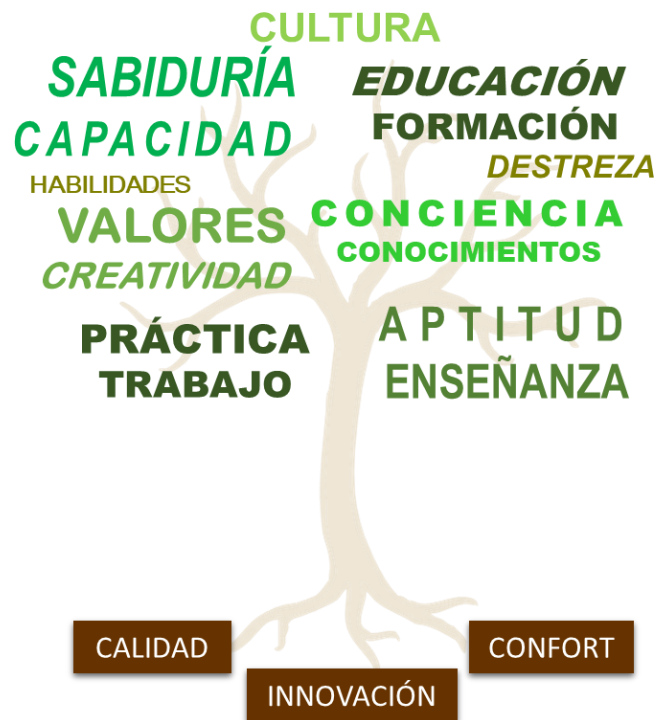 CULTURA
SABIDURÍA
EDUCACIÓN
CAPACIDAD
FORMACIÓN
DESTREZA
HABILIDADES
VALORES
CONCIENCIA
CONOCIMIENTOS
CREATIVIDAD
PRÁCTICA
APTITUD
TRABAJO
ENSEÑANZA
CALIDAD
CONFORT
INNOVACIÓN